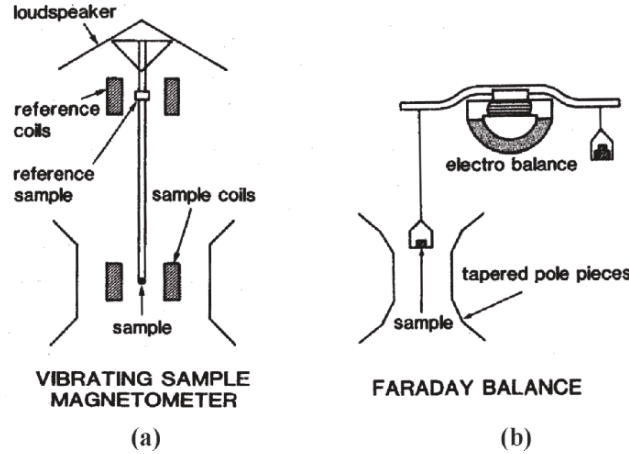 loudspeaker
reference
coils
reference
sample
sample coils
sample
VIBRATING SAMPLE
MAGNETOMETER
(a)
electro balance
tapered pole pieces
sample
FARADAY BALANCE
(b)